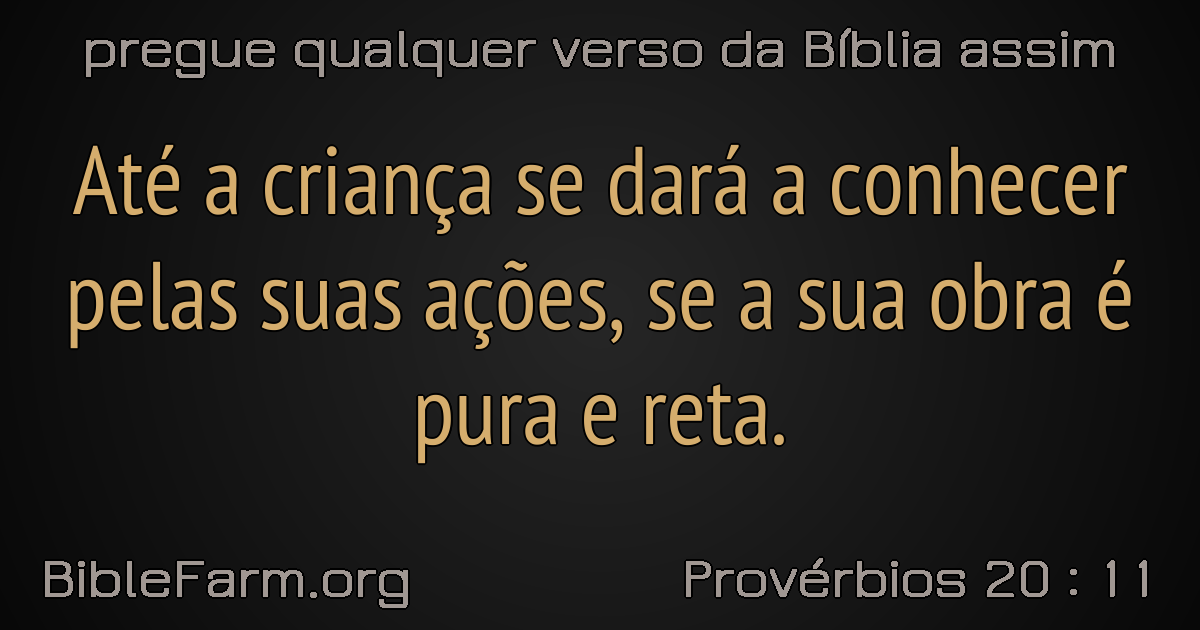 pregue qualquer verso da Bíblia assim
Até a criança se dará a conhecer
pelas suas ações, se a sua obra é
pura e reta.
BibleFarm.org
Provérbios 20 : 11